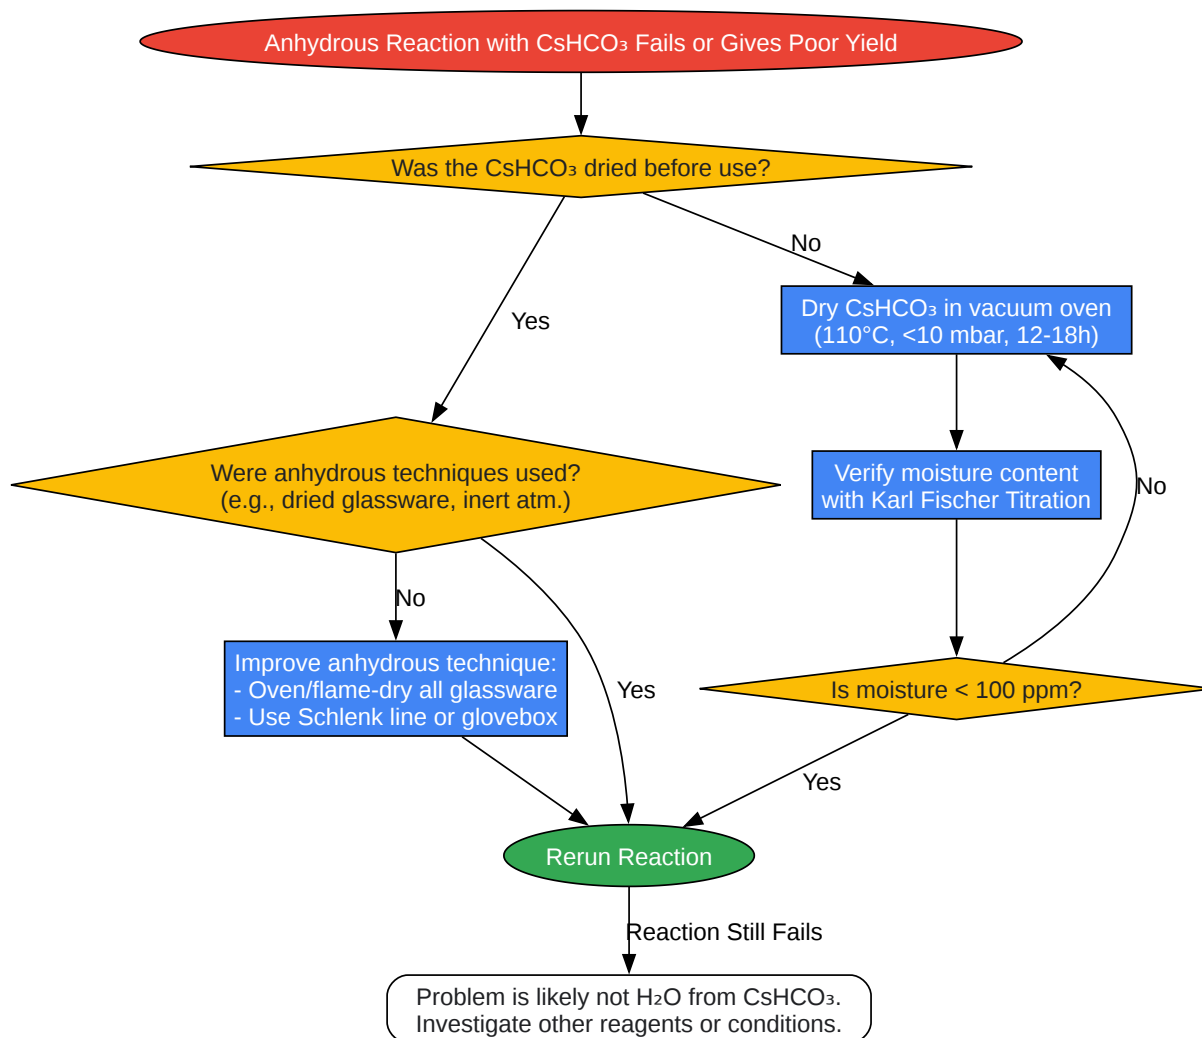 Anhydrous Reaction with CsHCO₃ Fails or Gives Poor Yield
Was the CsHCO₃ dried before use?
No
Yes
Dry CsHCO₃ in vacuum oven
(110°C, <10 mbar, 12-18h)
Were anhydrous techniques used?
(e.g., dried glassware, inert atm.)
Verify moisture content
with Karl Fischer Titration
No
No
Improve anhydrous technique:
- Oven/flame-dry all glassware
- Use Schlenk line or glovebox
Yes
Is moisture < 100 ppm?
Yes
Rerun Reaction
Reaction Still Fails
Problem is likely not H₂O from CsHCO₃.
Investigate other reagents or conditions.